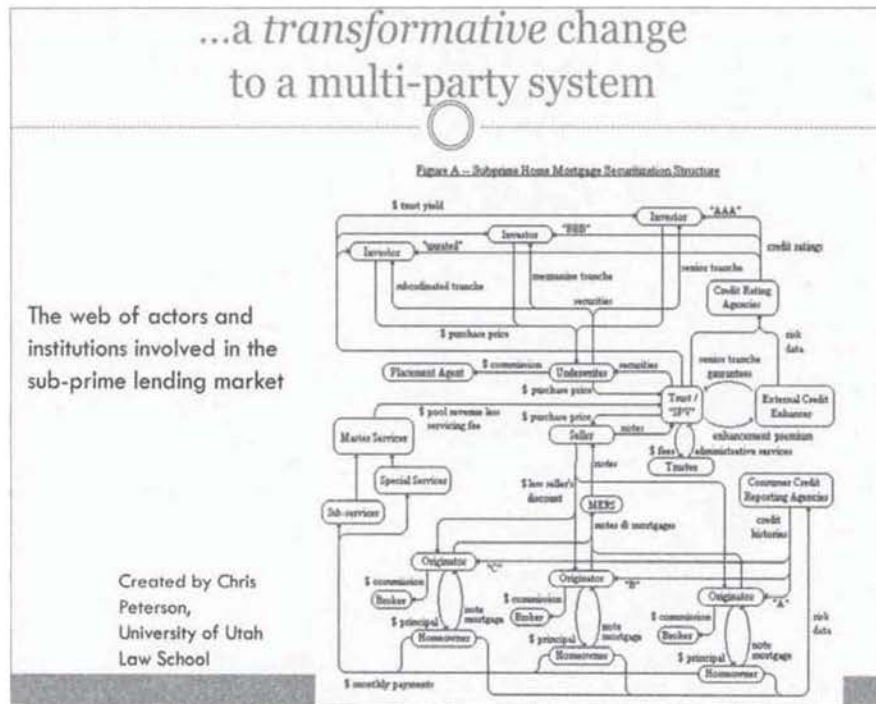 ...a transformative change
to a multi-party system
Figure A -- Subprime Home Mortgage Securitization Structure
$ trust yield
Investor
"AAA"
Investor
"BBB"
credit ratings
Investor
"unrated"
senior tranche
subordinated tranche
mezzanine tranche
securities
Credit Rating
Agencies
The web of actors and
institutions involved in the
sub-prime lending market
$ purchase price
risk
data
$ commission
securities
senior tranche
guarantees
Placement Agent
Underwriter
$ purchase price
Trust /
"SPV"
External Credit
Enhancer
$ pool revenue less
servicing fee
$ purchase price
notes
enhancement premium
Master Servicer
Seller
$ fees
administrative services
Trustee
notes
Special Servicer
$ less seller's
discount
Consumer Credit
Reporting Agencies
Sub-servicer
MERS
credit
histories
notes & mortgages
Originator
"C"
Originator
"B"
Originator
"A"
Created by Chris
Peterson,
University of Utah
Law School
$ commission
Broker
$ commission
Broker
$ commission
Broker
risk
data
$ principal
note
mortgage
$ principal
note
mortgage
$ principal
note
mortgage
Homeowner
Homeowner
Homeowner
$ monthly payments